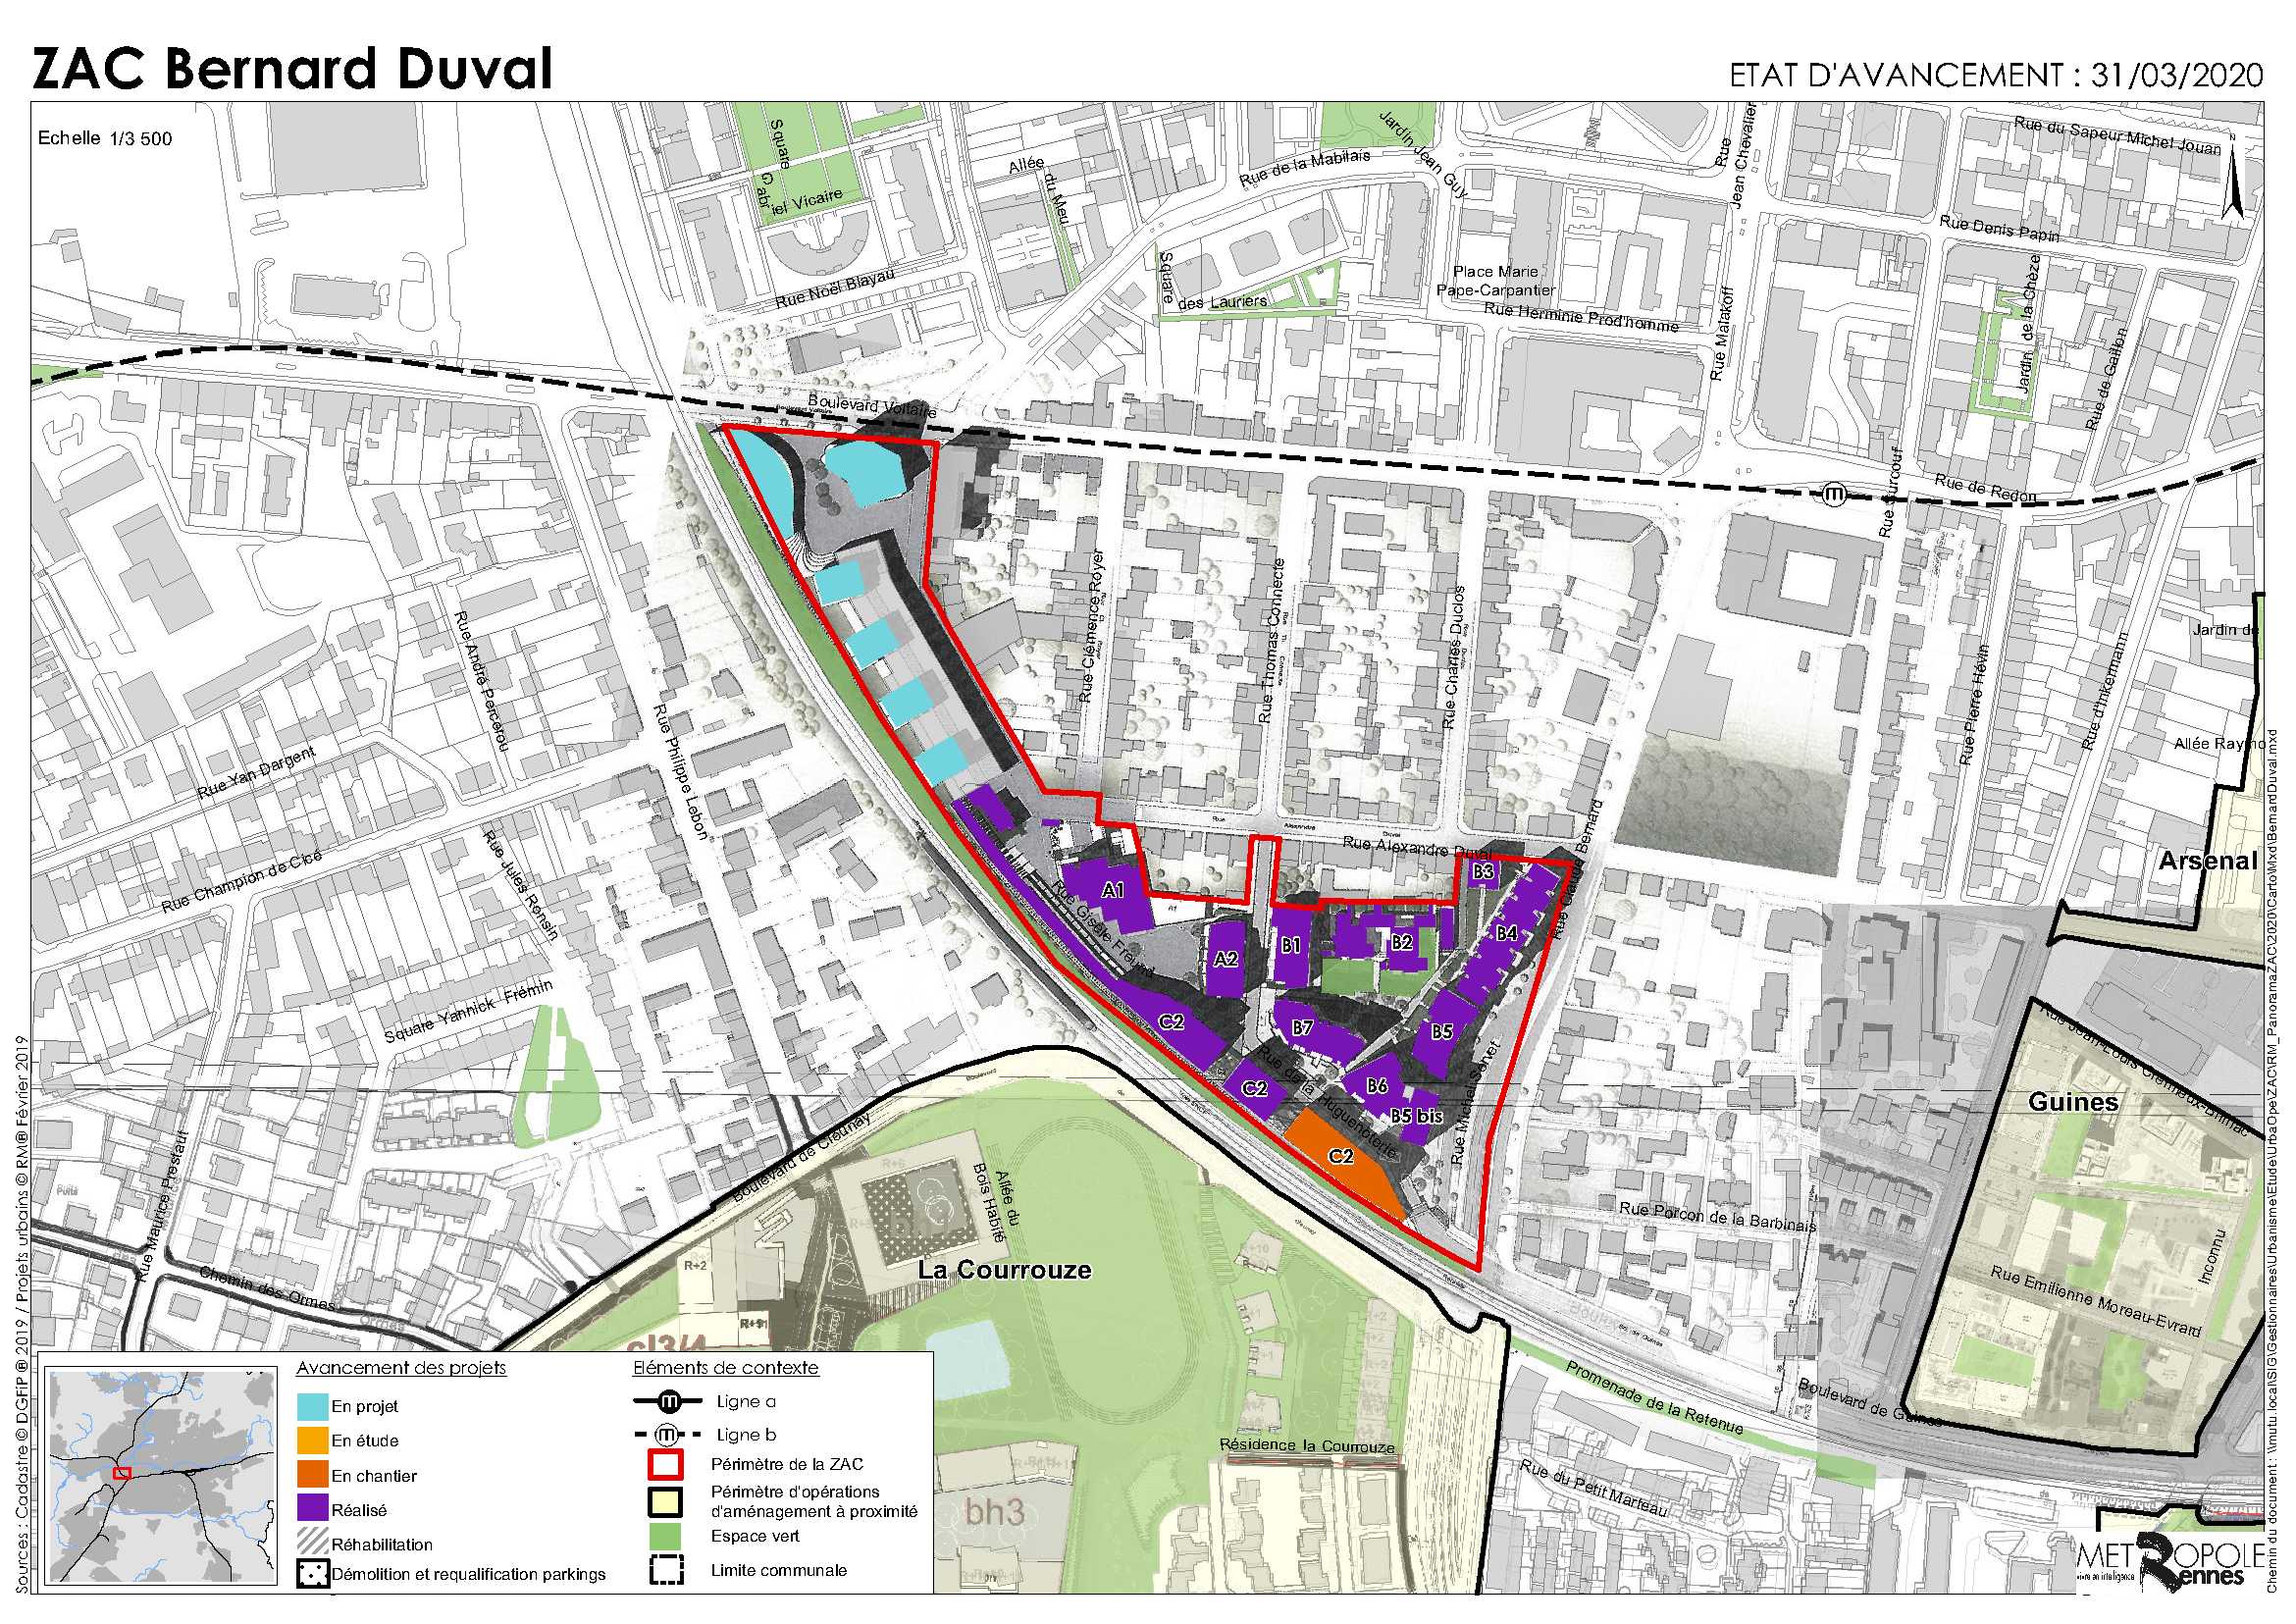 ZAC Bernard Duval
ETAT D'AVANCEMENT : 31/03/2020
Echelle 1/3 500
Square Gabriel Vicaire
Allée du Meu
Rue de la Mabilais
Jardin Jean Guy
Rue Jean Chevalier
Rue du Sapeur Michel Jouan
N
Rue Denis Papin
Rue Noël Blayau
Square des Lauriers
Place Marie
Pape-Carpantier
Rue Herminie Prod'homme
Rue Malakoff
Jardin de la Chèze
Rue de Gaillon
Boulevard Voltaire
Rue Surcouf
Rue de Redon
m
Rue André Percerou
Rue Philippe Lebon
Rue Clémence Royer
Rue Thomas Connecte
Rue Charles Duclos
Rue Pierre Hévin
Rue d'Inkermann
Jardin de
Allée Raymo
Rue Yan Dargent
Rue Champion de Cicé
Rue Jules Ronsin
Rue Alexandre Duval
Rue Claude Bernard
Arsenal
A1
B3
Rue Gisèle Freund
A2
B1
B2
B4
Square Yannick Frémin
C2
B7
B5
Rue de la Huguenoterie
C2
B6
B5 bis
Rue Michel Gervet
C2
Rue Jean-Louis Clémieux-Brilhac
Guines
Boulevard de Cleunay
Allée du
Bois Habité
Rue Maurice Prestaut
Rue Porcon de la Barbinais
La Courrouze
R+2
Chemin des Ormes
Rue Emilienne Moreau-Evrard
Inconnu
cl3/4
Promenade de la Retenue
Boulevard de Guines
Résidence la Courrouze
Rue du Petit Marteau
bh3
Avancement des projets
En projet
En étude
En chantier
Réalisé
Réhabilitation
Démolition et requalification parkings
Eléments de contexte
Ligne a
Ligne b
Périmètre de la ZAC
Périmètre d'opérations
d'aménagement à proximité
Espace vert
Limite communale
METROPOLE
vivre en intelligence
Rennes
Sources : Cadastre © DGFiP ® 2019 / Projets urbains © RM® Février 2019
Chemin du document : \\mutu.local\SIG\Gestionnaires\Urbanisme\Etude\UrbaOpe\ZAC\RM_PanoramaZAC\2020\CartoMxd\BernardDuval.mxd